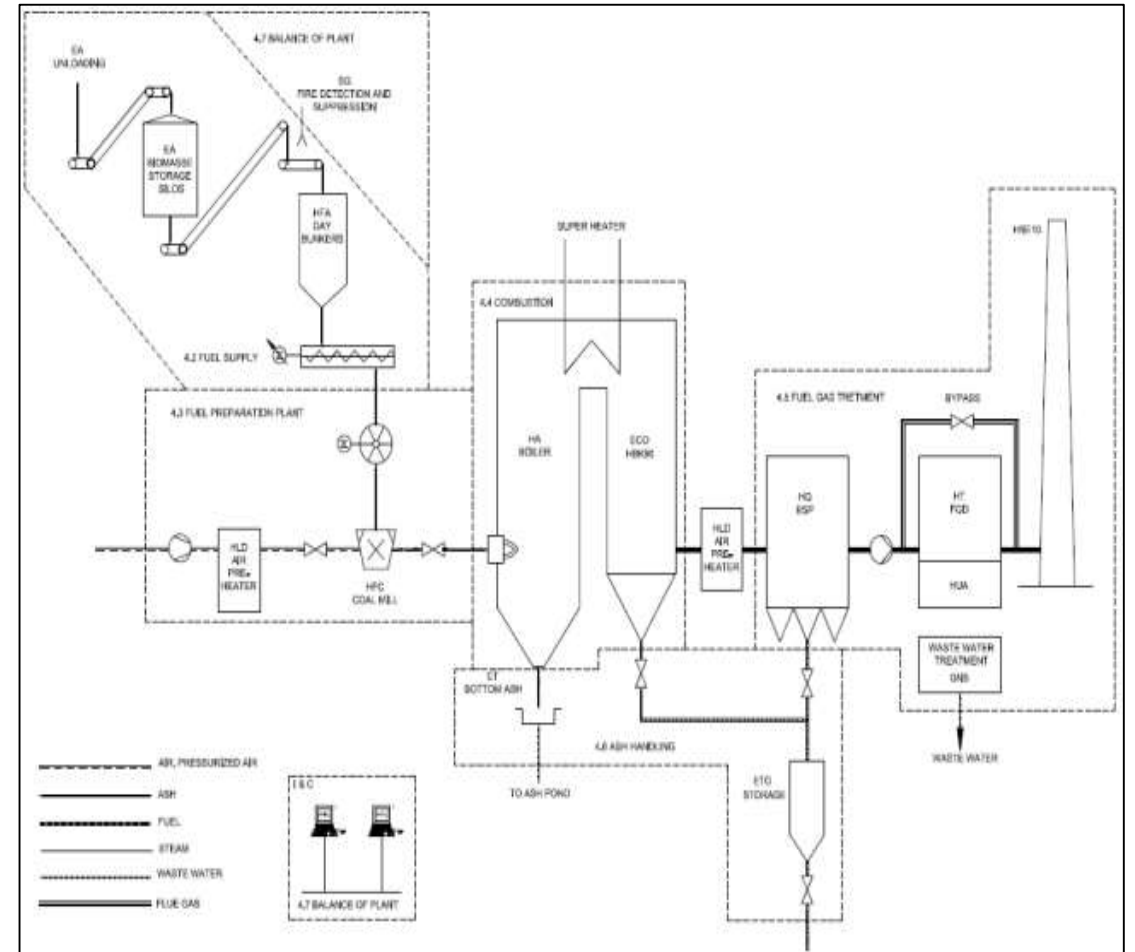 4.7 BALANCE OF PLANT
EA
UNLOADING
SG
FIRE DETECTION AND
SUPPRESSION
EA
BIOMASSE
STORAGE
SILOS
HFA
DAY
BUNKERS
SUPER HEATER
4.4 COMBUSTION
4.2 FUEL SUPPLY
4.3 FUEL PREPARATION PLANT
HA
BOILER
ECO
4.5 FUEL GAS TRETMENT
BYPASS
HLD
AIR
PRE-
HEATER
HFC
COAL MILL
HLD
AIR
PRE-
HEATER
HQ
ESP
HT
FGD
HUA
WASTE WATER
TREATMENT
GNB
WASTE WATER
ET
BOTTOM ASH
4.6 ASH HANDLING
TO ASH POND
ETG
STORAGE
AIR, PRESSURIZED AIR
ASH
FUEL
STEAM
WASTE WATER
FLUE GAS
I & C
4.7 BALANCE OF PLANT